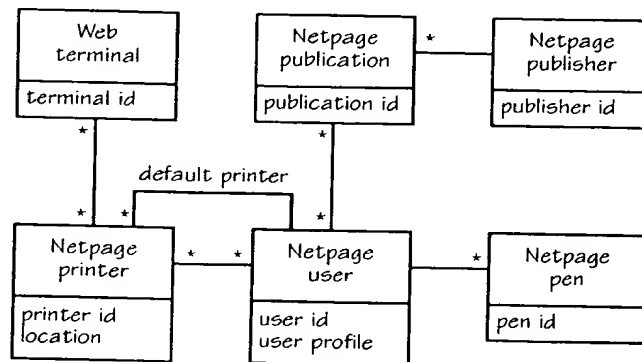 Web
terminal
terminal id
Netpage
publication
publication id
Netpage
publisher
publisher id
*
*
*
*
*
default printer
*
*
*
*
*
Netpage
printer
printer id
location
Netpage
user
user id
user profile
Netpage
pen
pen id